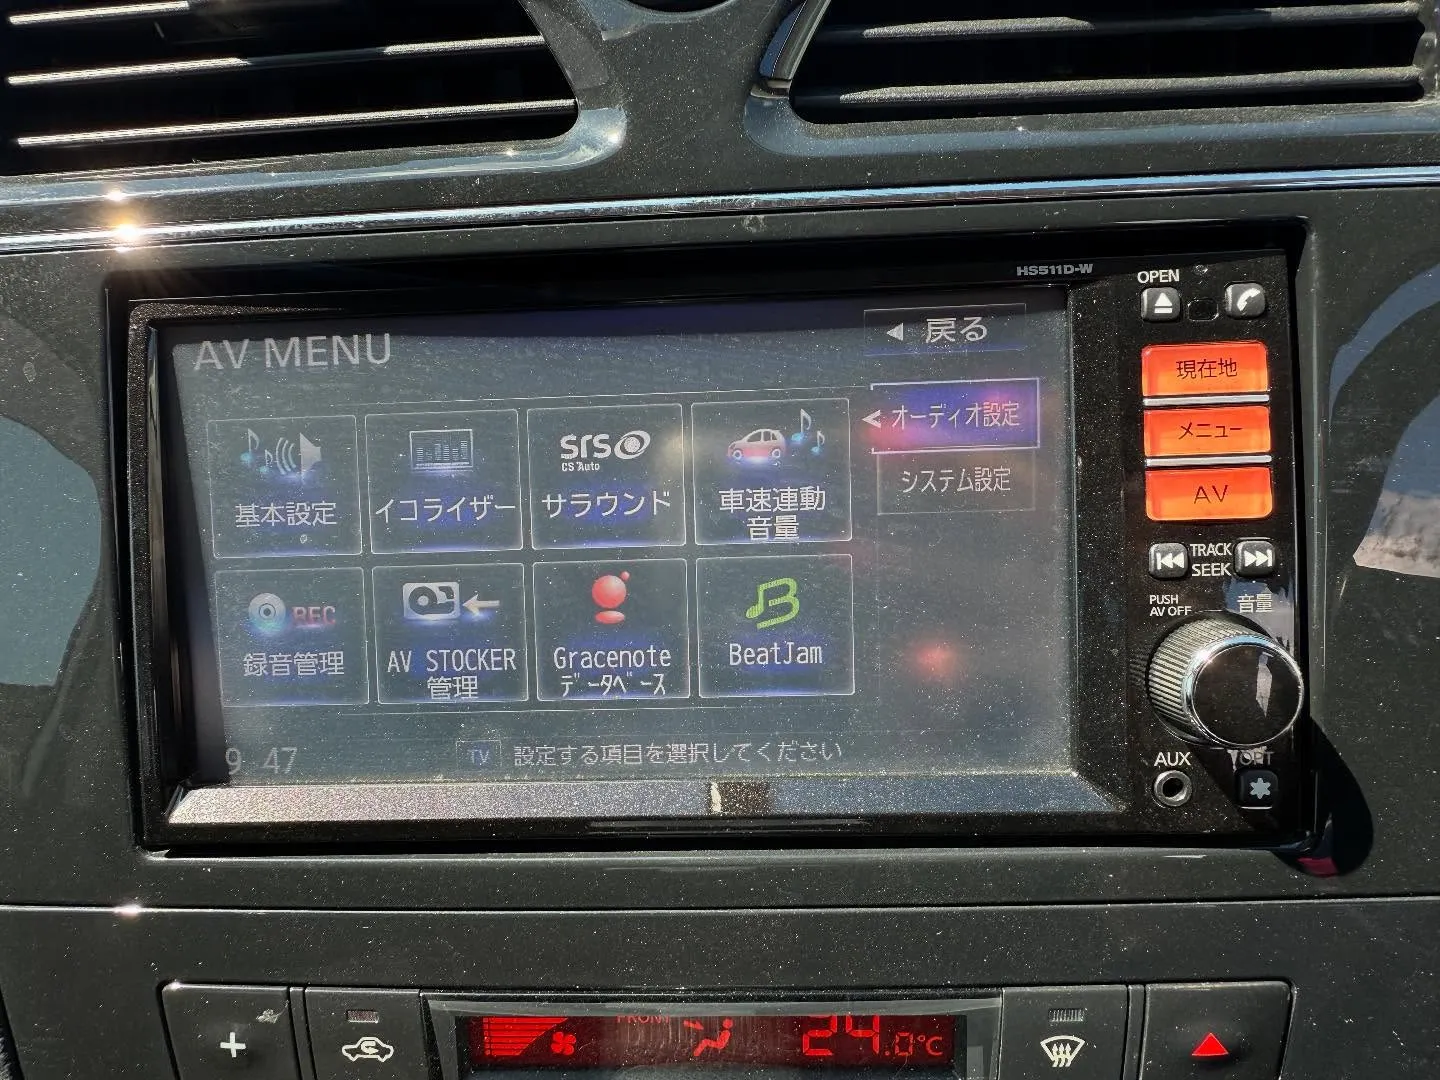 HS511D-W
OPEN
AV MENU
戻る
現在地
オーディオ設定
メニュー
システム設定
AV
SrS
CS Auto
基本設定
イコライザー
サラウンド
車速連動
音量
TRACK
SEEK
PUSH
AV OFF
音量
REC
録音管理
AV STOCKER
管理
Gracenote
データベース
BeatJam
9 47
TV 設定する項目を選択してください
AUX
OPT
FRONT
24.0°C